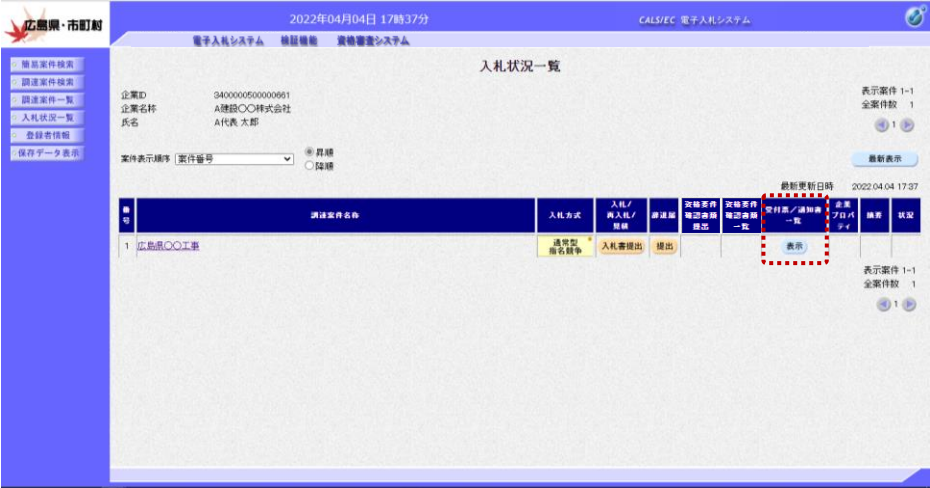 広島県・市町村
2022年04月04日 17時37分
CALS/EC 電子入札システム
電子入札システム 検証機能 資格審査システム
簡易案件検索
調達案件検索
調達案件一覧
入札状況一覧
登録者情報
保存データ表示
入札状況一覧
企業ID 3400000500000661
企業名称 A建設〇〇株式会社
氏名 A代表 太郎
表示案件 1-1
全案件数 1
1
案件表示順序 案件番号
昇順
降順
最新表示
最新更新日時 2022.04.04 17:37
番号
調達案件名称
入札方式
入札/
再入札/
見積
辞退届
資格要件
確認書類
提出
資格要件
確認書類
一覧
受付票/通知書
一覧
企業
プロパ
ティ
摘要
状況
1 広島県〇〇工事
通常型
指名競争
入札書提出
提出
表示
表示案件 1-1
全案件数 1
1